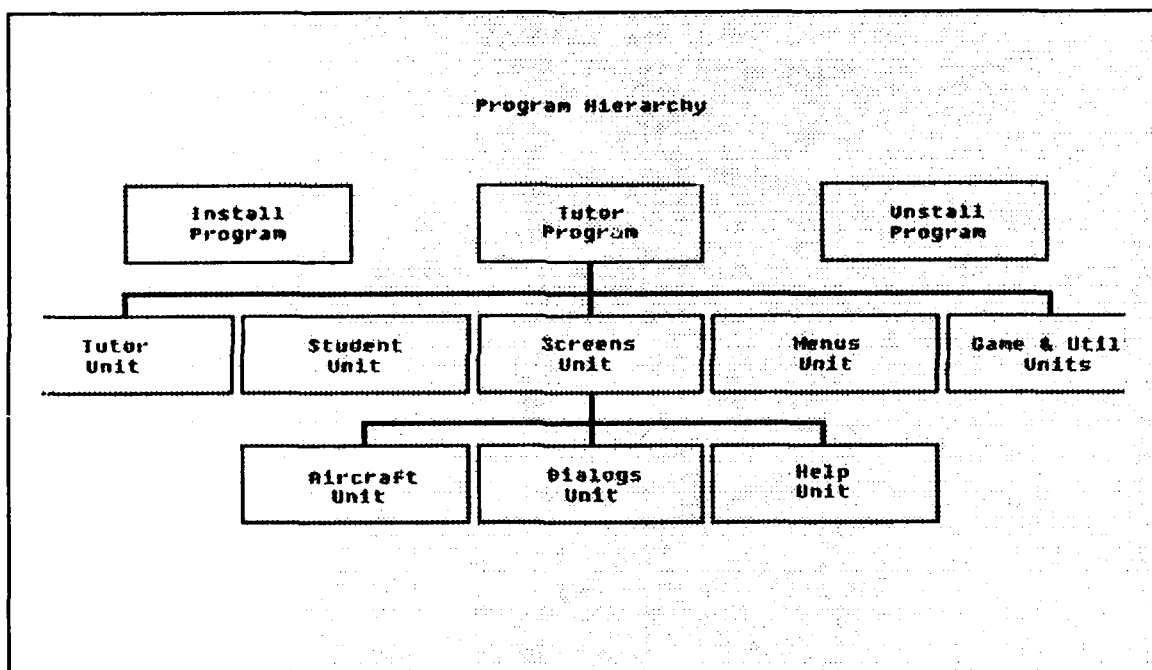 Program Hierarchy
Install
Program
Tutor
Program
Unstall
Program
Tutor
Unit
Student
Unit
Screens
Unit
Menus
Unit
Game & Util
Units
Aircraft
Unit
Dialogs
Unit
Help
Unit